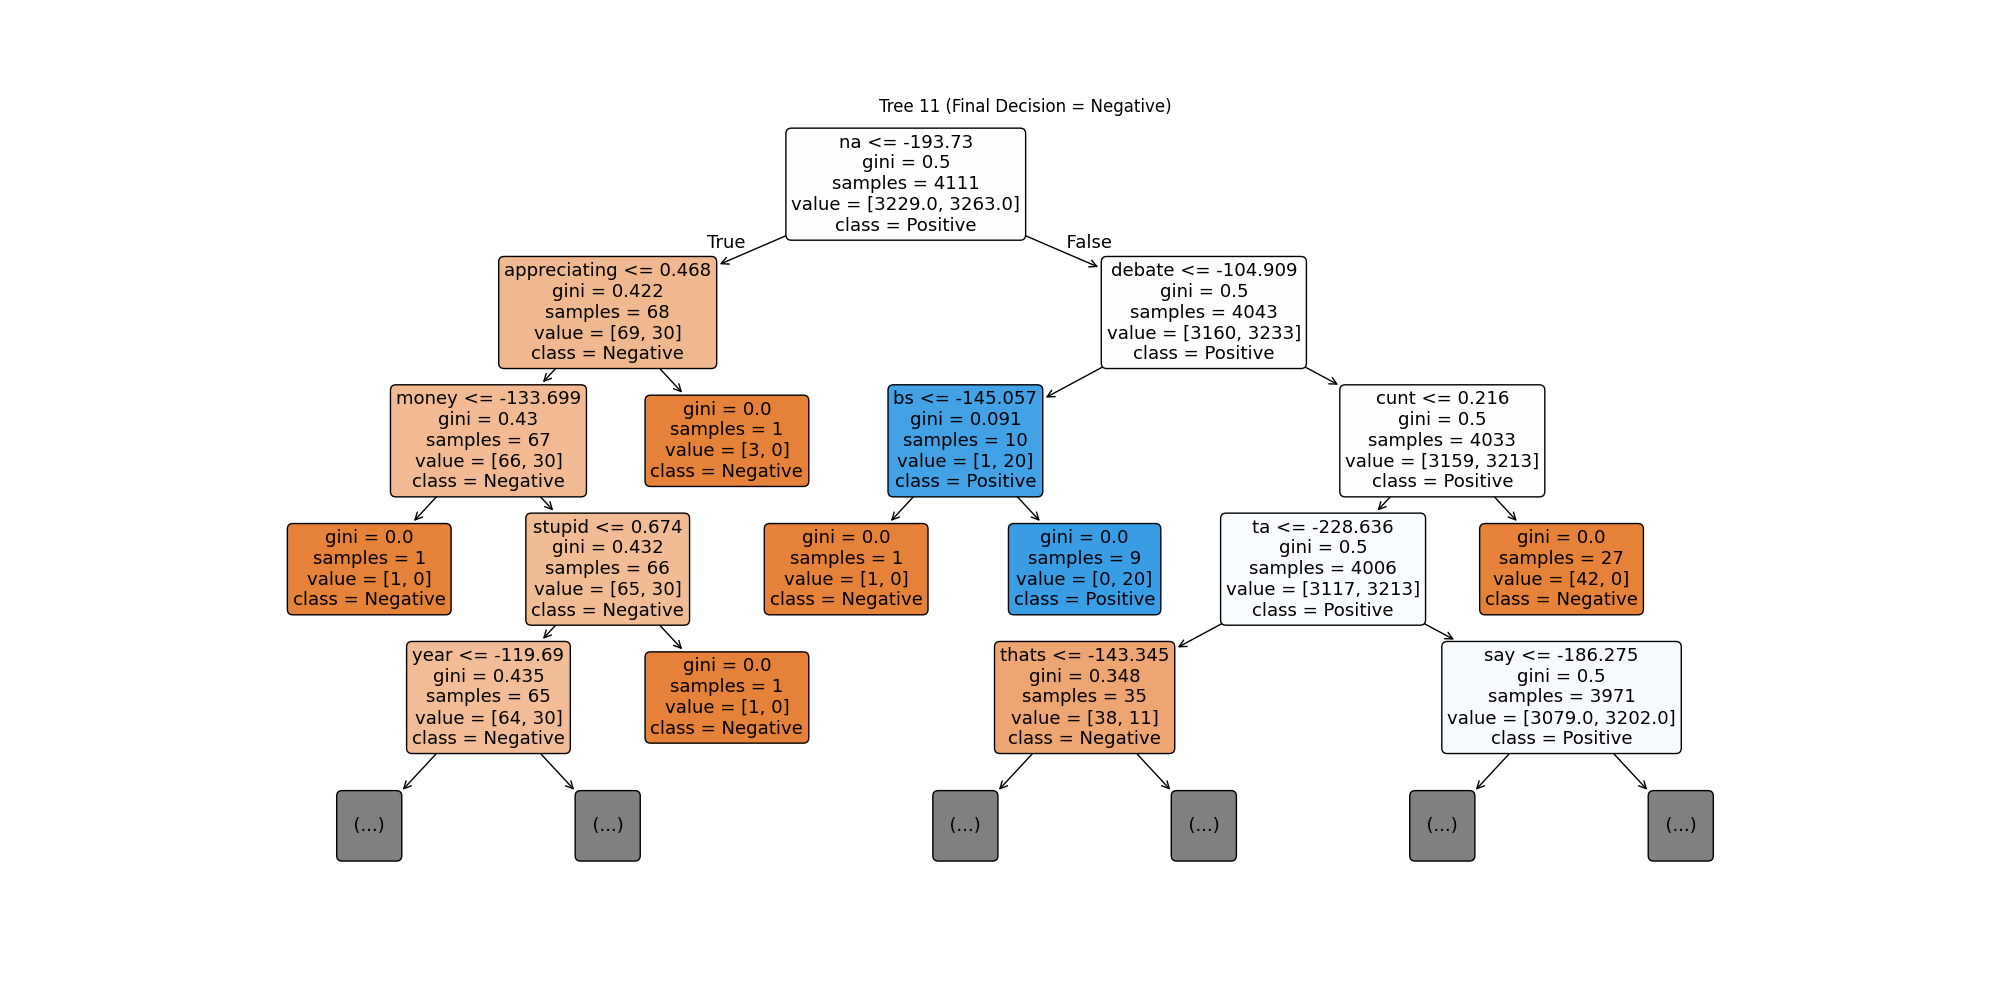 Tree 11 (Final Decision = Negative)
na <= -193.73
gini = 0.5
samples = 4111
value = [3229.0, 3263.0]
class = Positive
True
False
appreciating <= 0.468
gini = 0.422
samples = 68
value = [69, 30]
class = Negative
debate <= -104.909
gini = 0.5
samples = 4043
value = [3160, 3233]
class = Positive
money <= -133.699
gini = 0.43
samples = 67
value = [66, 30]
class = Negative
gini = 0.0
samples = 1
value = [3, 0]
class = Negative
bs <= -145.057
gini = 0.091
samples = 10
value = [1, 20]
class = Positive
cunt <= 0.216
gini = 0.5
samples = 4033
value = [3159, 3213]
class = Positive
gini = 0.0
samples = 1
value = [1, 0]
class = Negative
stupid <= 0.674
gini = 0.432
samples = 66
value = [65, 30]
class = Negative
gini = 0.0
samples = 1
value = [1, 0]
class = Negative
gini = 0.0
samples = 9
value = [0, 20]
class = Positive
ta <= -228.636
gini = 0.5
samples = 4006
value = [3117, 3213]
class = Positive
gini = 0.0
samples = 27
value = [42, 0]
class = Negative
year <= -119.69
gini = 0.435
samples = 65
value = [64, 30]
class = Negative
gini = 0.0
samples = 1
value = [1, 0]
class = Negative
thats <= -143.345
gini = 0.348
samples = 35
value = [38, 11]
class = Negative
say <= -186.275
gini = 0.5
samples = 3971
value = [3079.0, 3202.0]
class = Positive
(...)
(...)
(...)
(...)
(...)
(...)